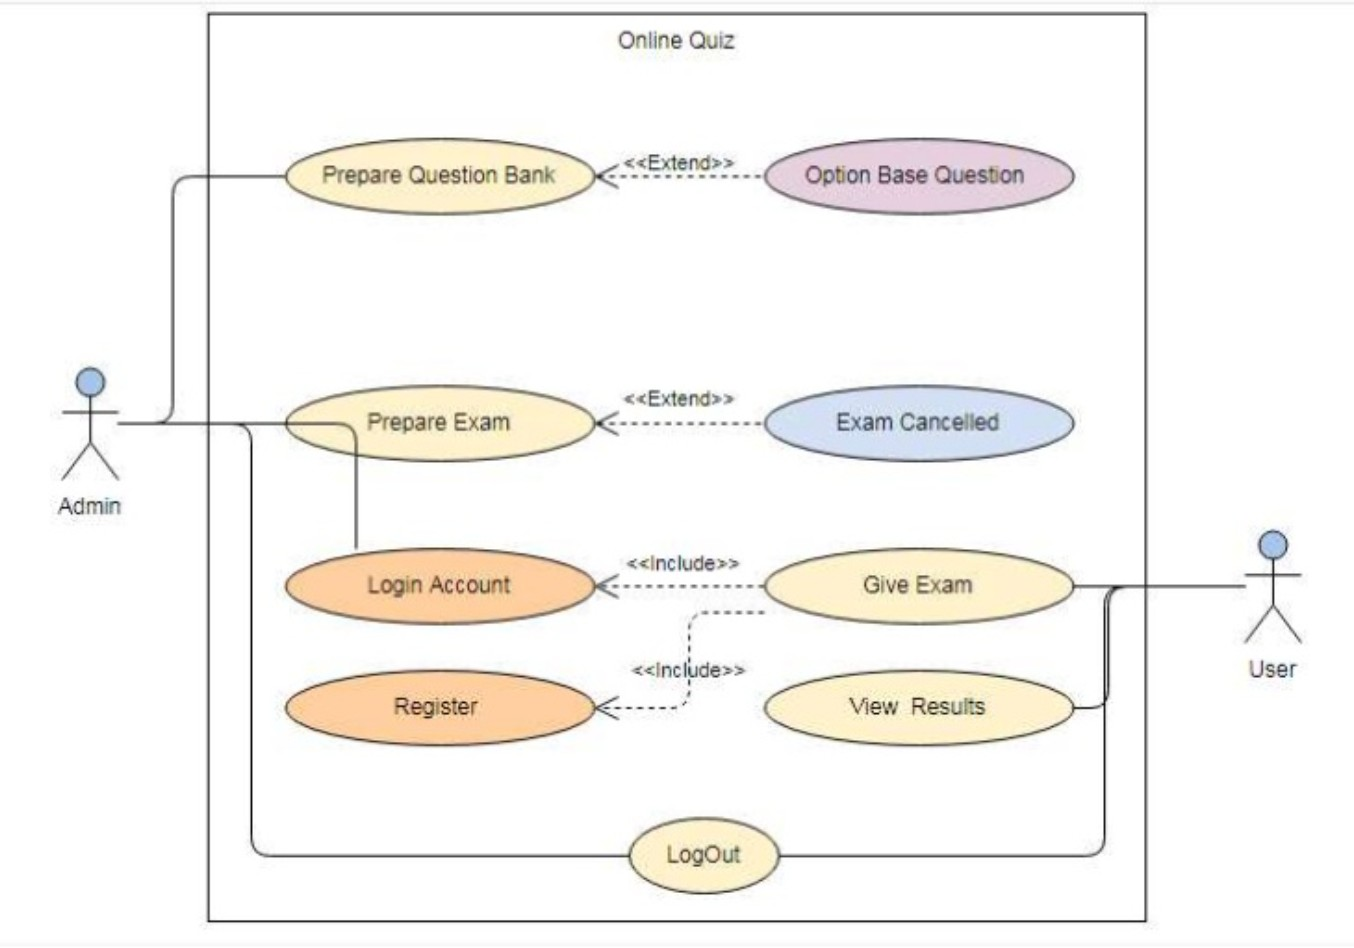 Online Quiz
Prepare Question Bank
<<Extend>>
Option Base Question
Prepare Exam
<<Extend>>
Exam Cancelled
Admin
Login Account
<<Include>>
Give Exam
<<Include>>
User
Register
View Results
LogOut